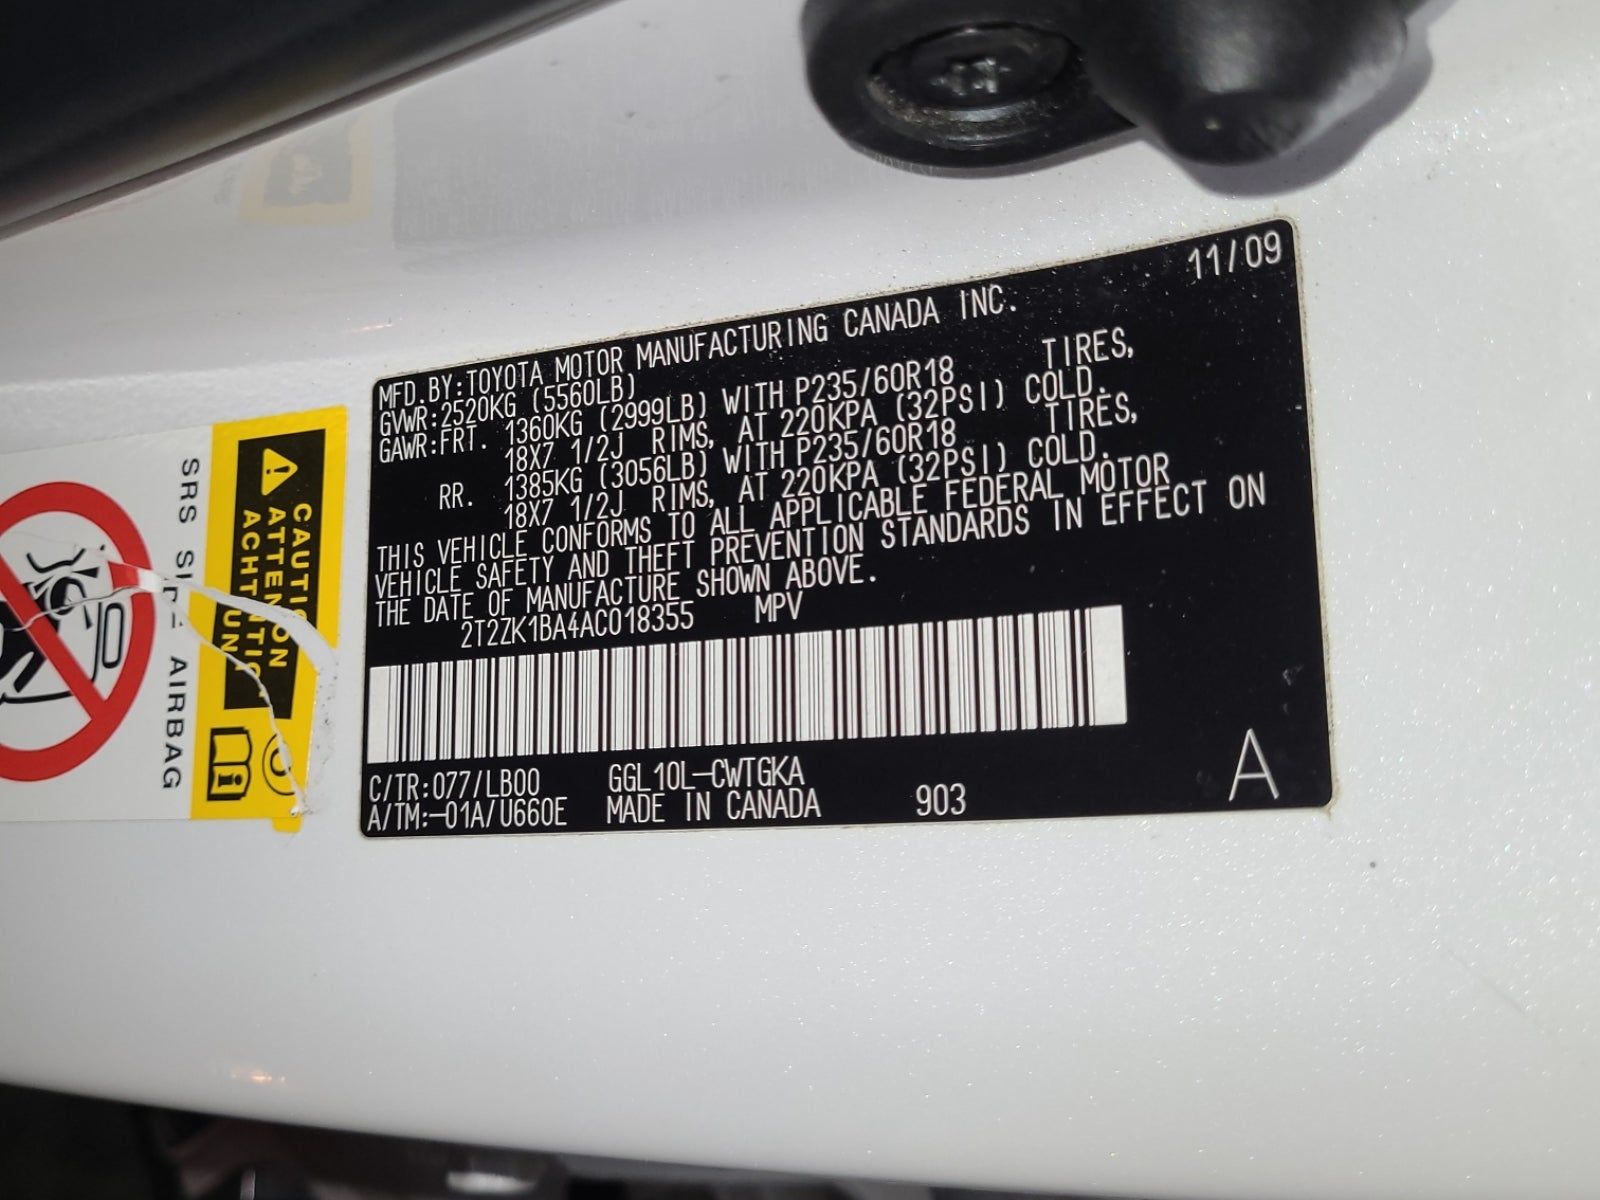 11/09
MFD.BY:TOYOTA MOTOR MANUFACTURING CANADA INC.
GVWR:2520KG (5560LB)
GAWR:FRT. 1360KG (2999LB) WITH P235/60R18 TIRES,
18X7 1/2J RIMS, AT 220KPA (32PSI) COLD.
RR. 1385KG (3056LB) WITH P235/60R18 TIRES,
18X7 1/2J RIMS, AT 220KPA (32PSI) COLD.
THIS VEHICLE CONFORMS TO ALL APPLICABLE FEDERAL MOTOR
VEHICLE SAFETY AND THEFT PREVENTION STANDARDS IN EFFECT ON
THE DATE OF MANUFACTURE SHOWN ABOVE.
2T2ZK1BA4AC018355 MPV
C/TR:077/LB00 GGL10L-CWTGKA
A/TM:-01A/U660E MADE IN CANADA 903
A
CAUTION
ATTENTION
ACHTUNG
SRS SIDE AIRBAG